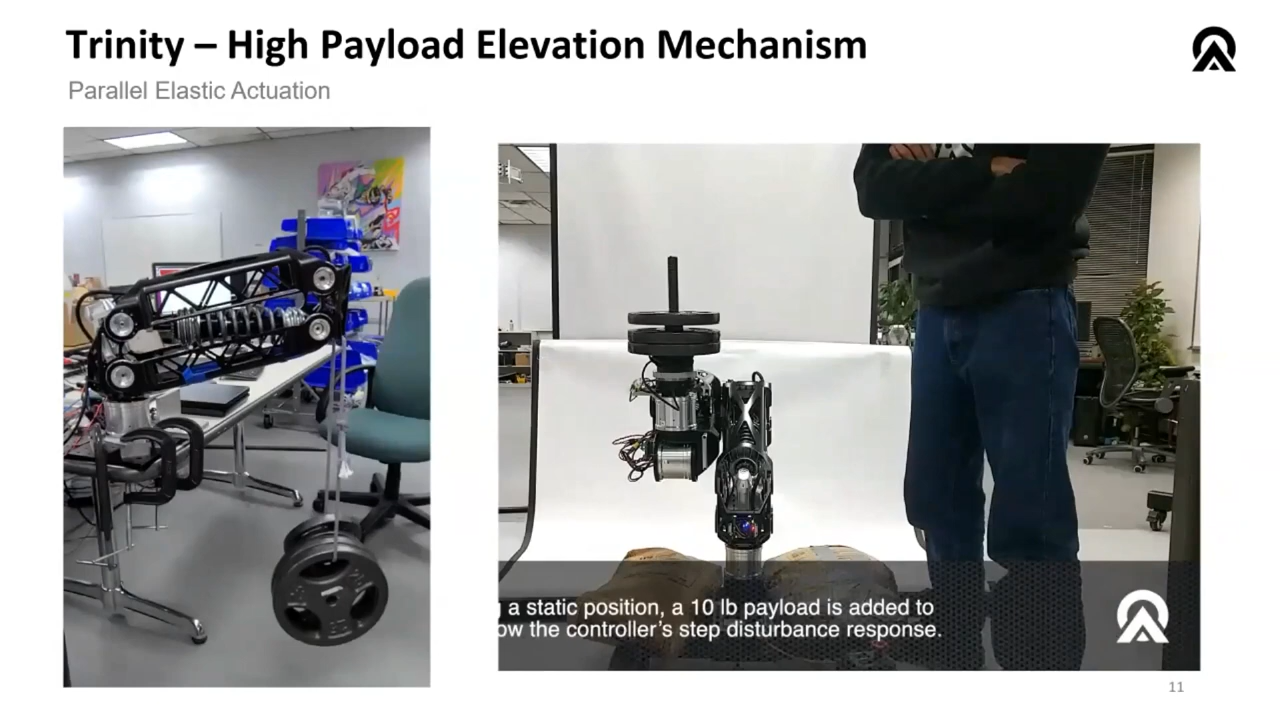 Trinity – High Payload Elevation Mechanism
Parallel Elastic Actuation
a static position, a 10 lb payload is added to
ow the controller's step disturbance response.
11